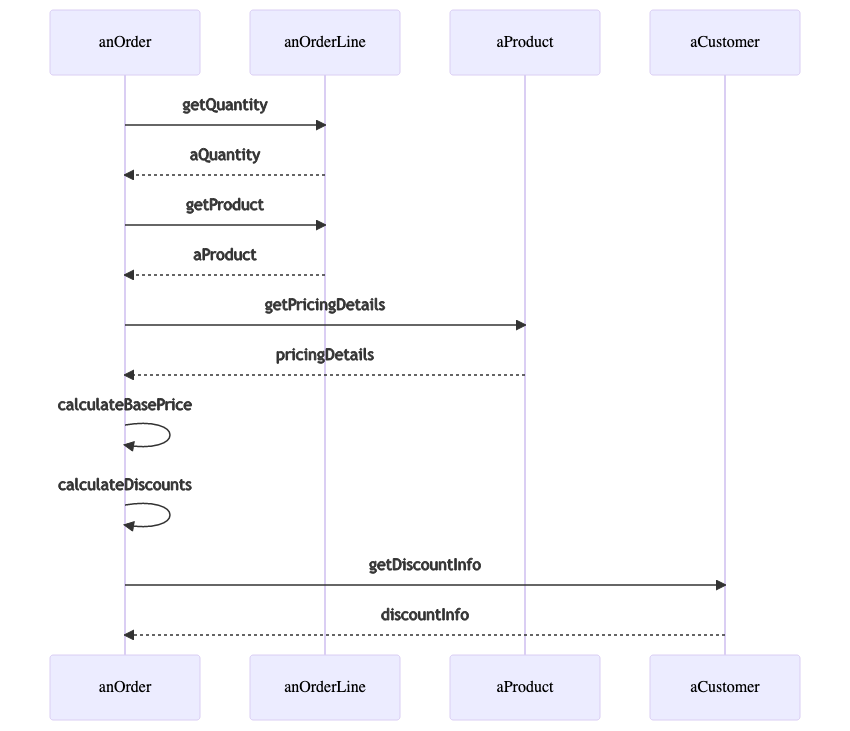 anOrder
anOrderLine
aProduct
aCustomer
getQuantity
aQuantity
getProduct
aProduct
getPricingDetails
pricingDetails
calculateBasePrice
calculateDiscounts
getDiscountInfo
discountInfo
anOrder
anOrderLine
aProduct
aCustomer